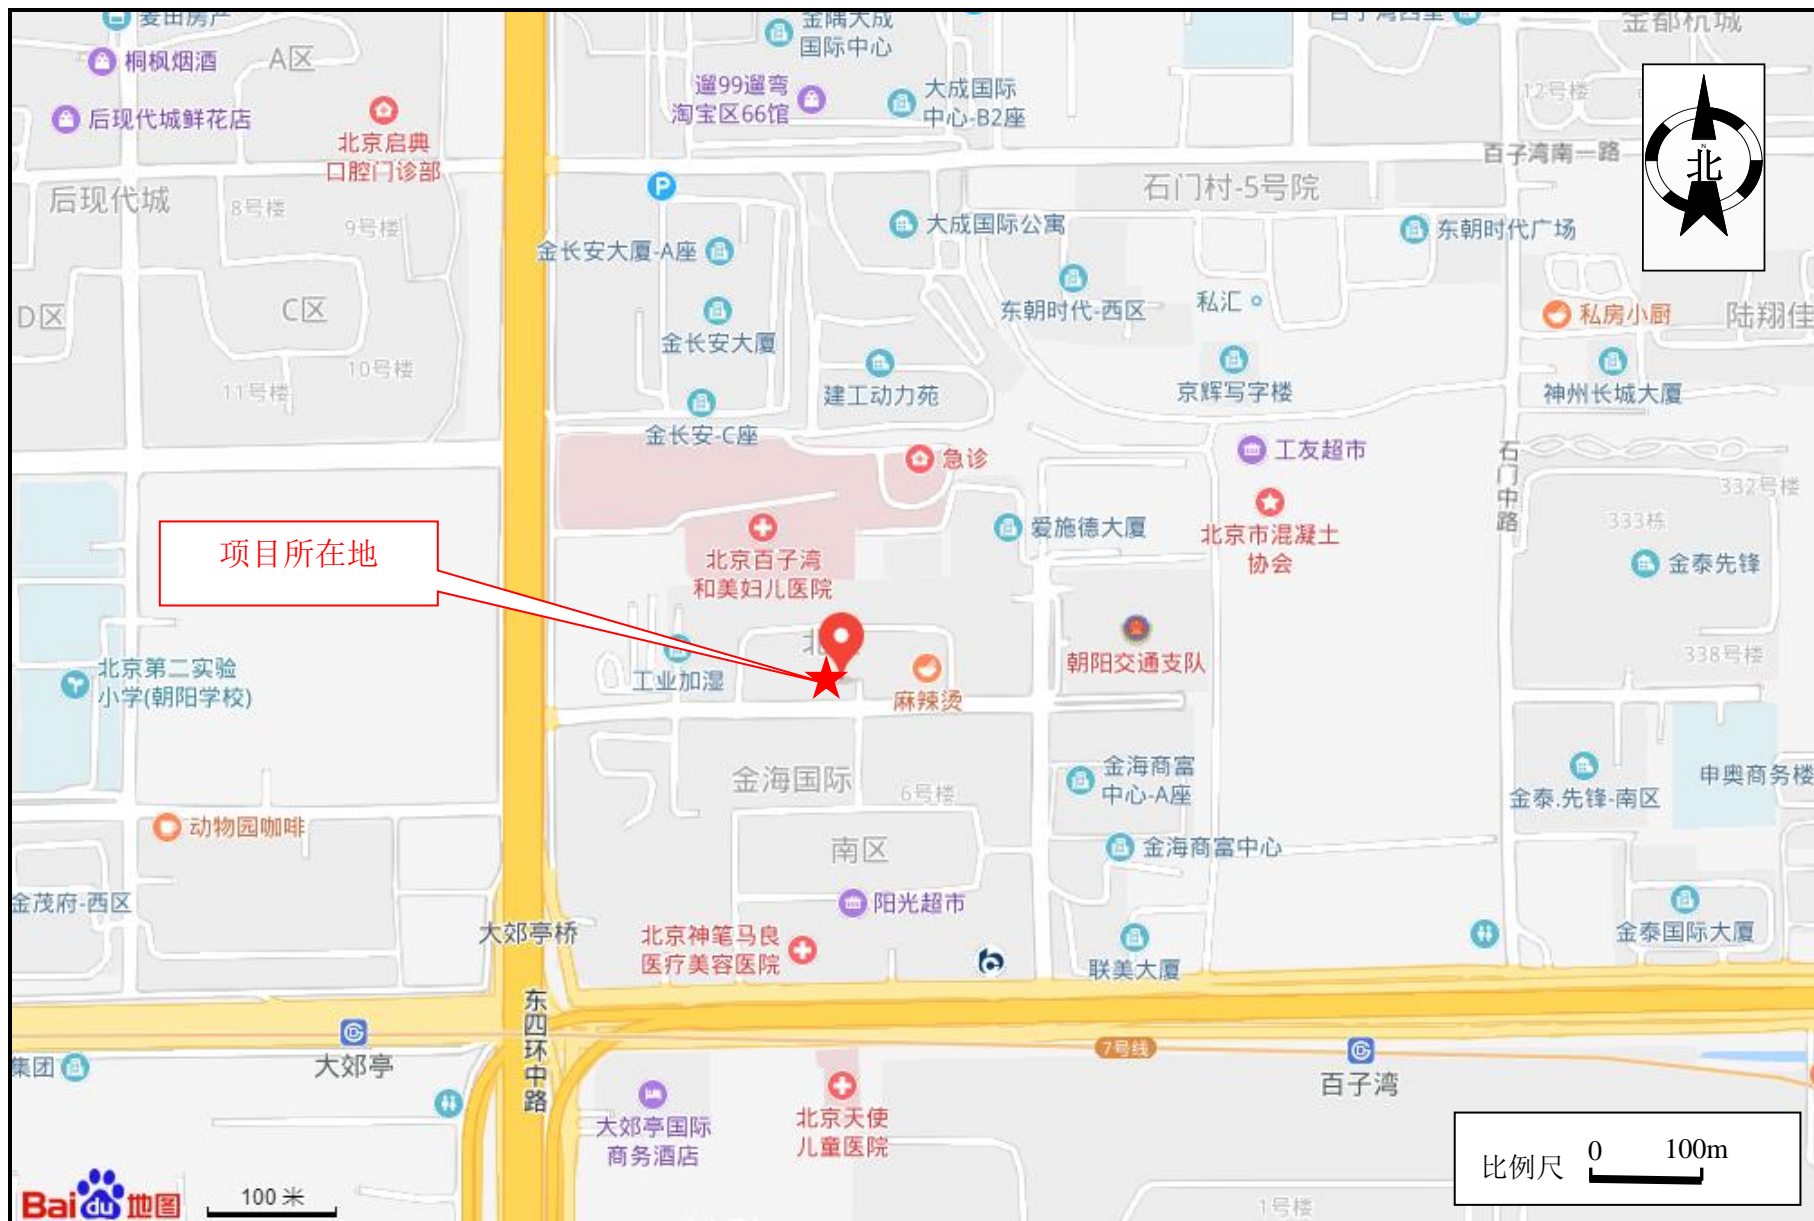 麦田房产
桐枫烟酒
A区
后现代城鲜花店
北京启典
口腔门诊部
后现代城
8号楼
9号楼
D区
C区
10号楼
11号楼
金隅大成
国际中心
遛99遛弯
淘宝区66馆
大成国际
中心-B2座
百子湾西里
金都杭城
12号楼
百子湾南一路
N
北
P
石门村-5号院
大成国际公寓
东朝时代广场
金长安大厦-A座
东朝时代-西区
私汇
私房小厨
陆翔佳
金长安大厦
建工动力苑
京辉写字楼
神州长城大厦
金长安-C座
急诊
工友超市
石门中路
332号楼
333栋
爱施德大厦
北京市混凝土
协会
金泰先锋
项目所在地
北京百子湾
和美妇儿医院
北
工业加湿
麻辣烫
朝阳交通支队
338号楼
北京第二实验
小学(朝阳学校)
金海国际
6号楼
金海商富
中心-A座
金泰.先锋-南区
申奥商务楼
动物园咖啡
南区
金海商富中心
金茂府-西区
阳光超市
大郊亭桥
北京神笔马良
医疗美容医院
联美大厦
金泰国际大厦
东四环中路
大郊亭
7号线
百子湾
集团
大郊亭国际
商务酒店
北京天使
儿童医院
比例尺
0 100m
1号楼
Bai du 地图
100 米